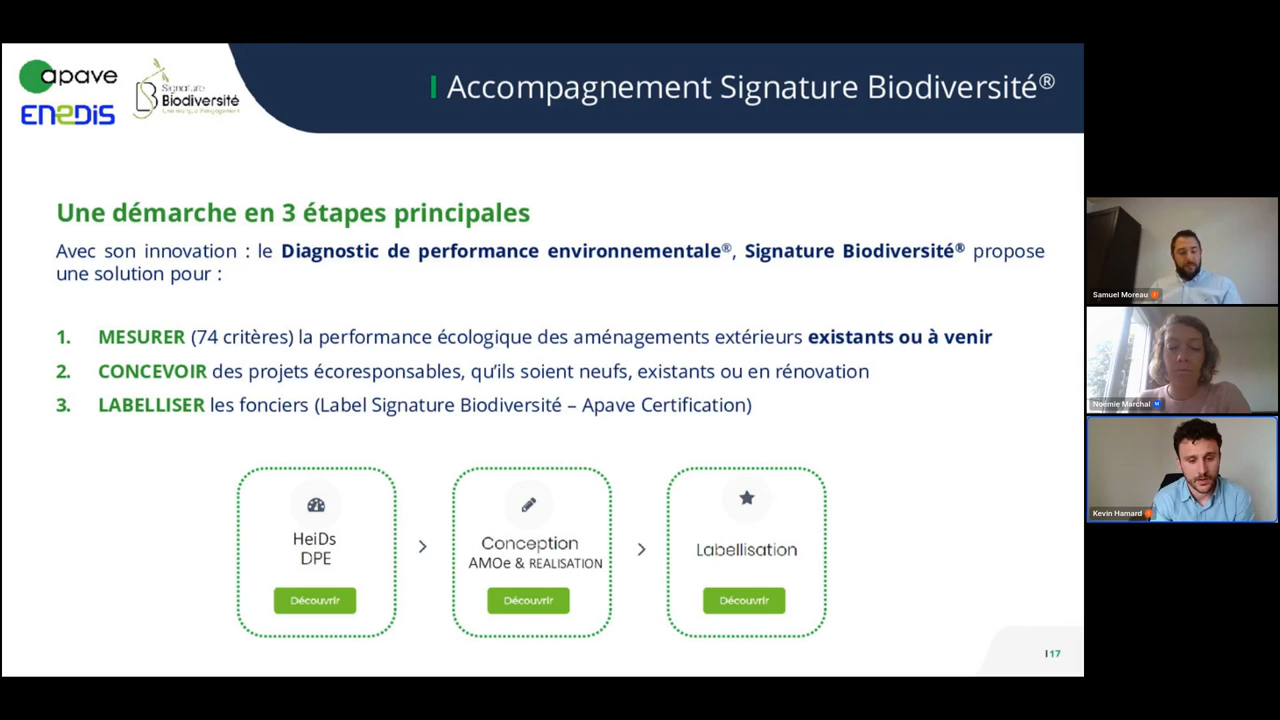 apave
ENEDIS
Signature
Biodiversité
Accompagnement Signature Biodiversité®
Une démarche en 3 étapes principales
Avec son innovation : le Diagnostic de performance environnementale®, Signature Biodiversité® propose
une solution pour :
1. MESURER (74 critères) la performance écologique des aménagements extérieurs existants ou à venir
2. CONCEVOIR des projets écoresponsables, qu'ils soient neufs, existants ou en rénovation
3. LABELLISER les fonciers (Label Signature Biodiversité – Apave Certification)
HeiDs
DPE
Découvrir
Conception
AMOe & REALISATION
Découvrir
Labellisation
Découvrir
17
Samuel Moreau
Noémie Marchal
Kevin Hamard